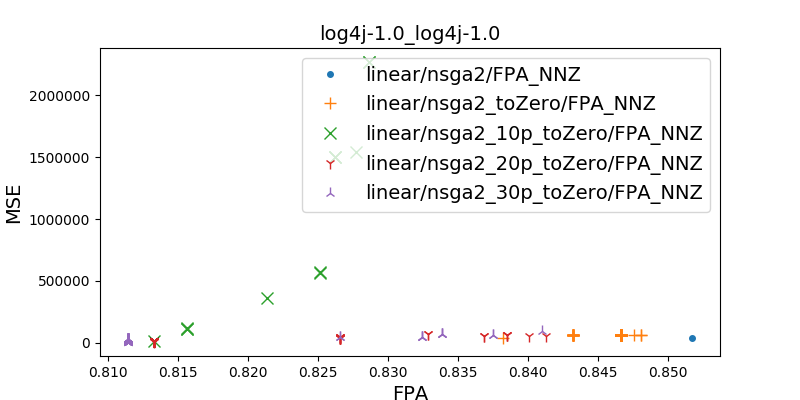 log4j-1.0_log4j-1.0
linear/nsga2/FPA_NNZ
linear/nsga2_toZero/FPA_NNZ
linear/nsga2_10p_toZero/FPA_NNZ
linear/nsga2_20p_toZero/FPA_NNZ
linear/nsga2_30p_toZero/FPA_NNZ
MSE
2000000
1500000
1000000
500000
0
0.810 0.815 0.820 0.825 0.830 0.835 0.840 0.845 0.850
FPA